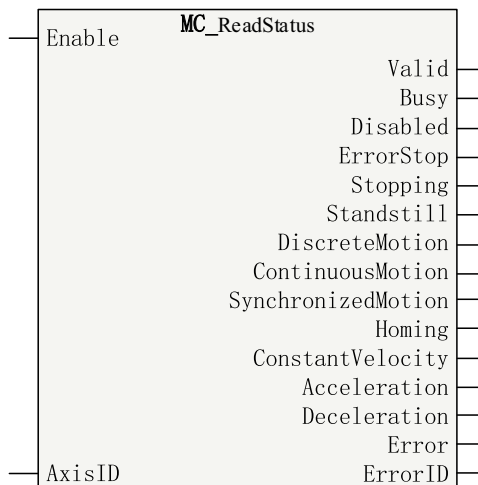 MC_ReadStatus
Enable
Valid
Busy
Disabled
ErrorStop
Stopping
Standstill
DiscreteMotion
ContinuousMotion
SynchronizedMotion
Homing
ConstantVelocity
Acceleration
Deceleration
Error
AxisID ErrorID